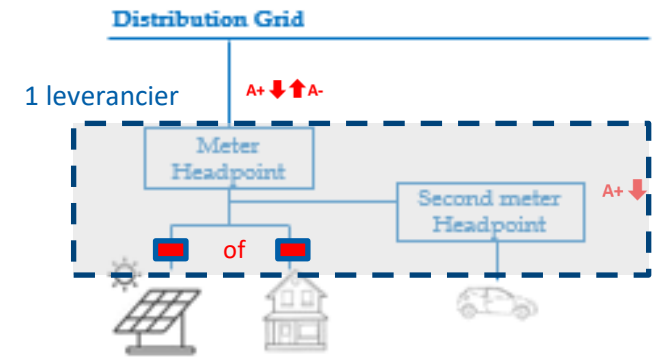 Distribution Grid
1 leverancier
A+ A-
Meter
Headpoint
A+
Second meter
Headpoint
of